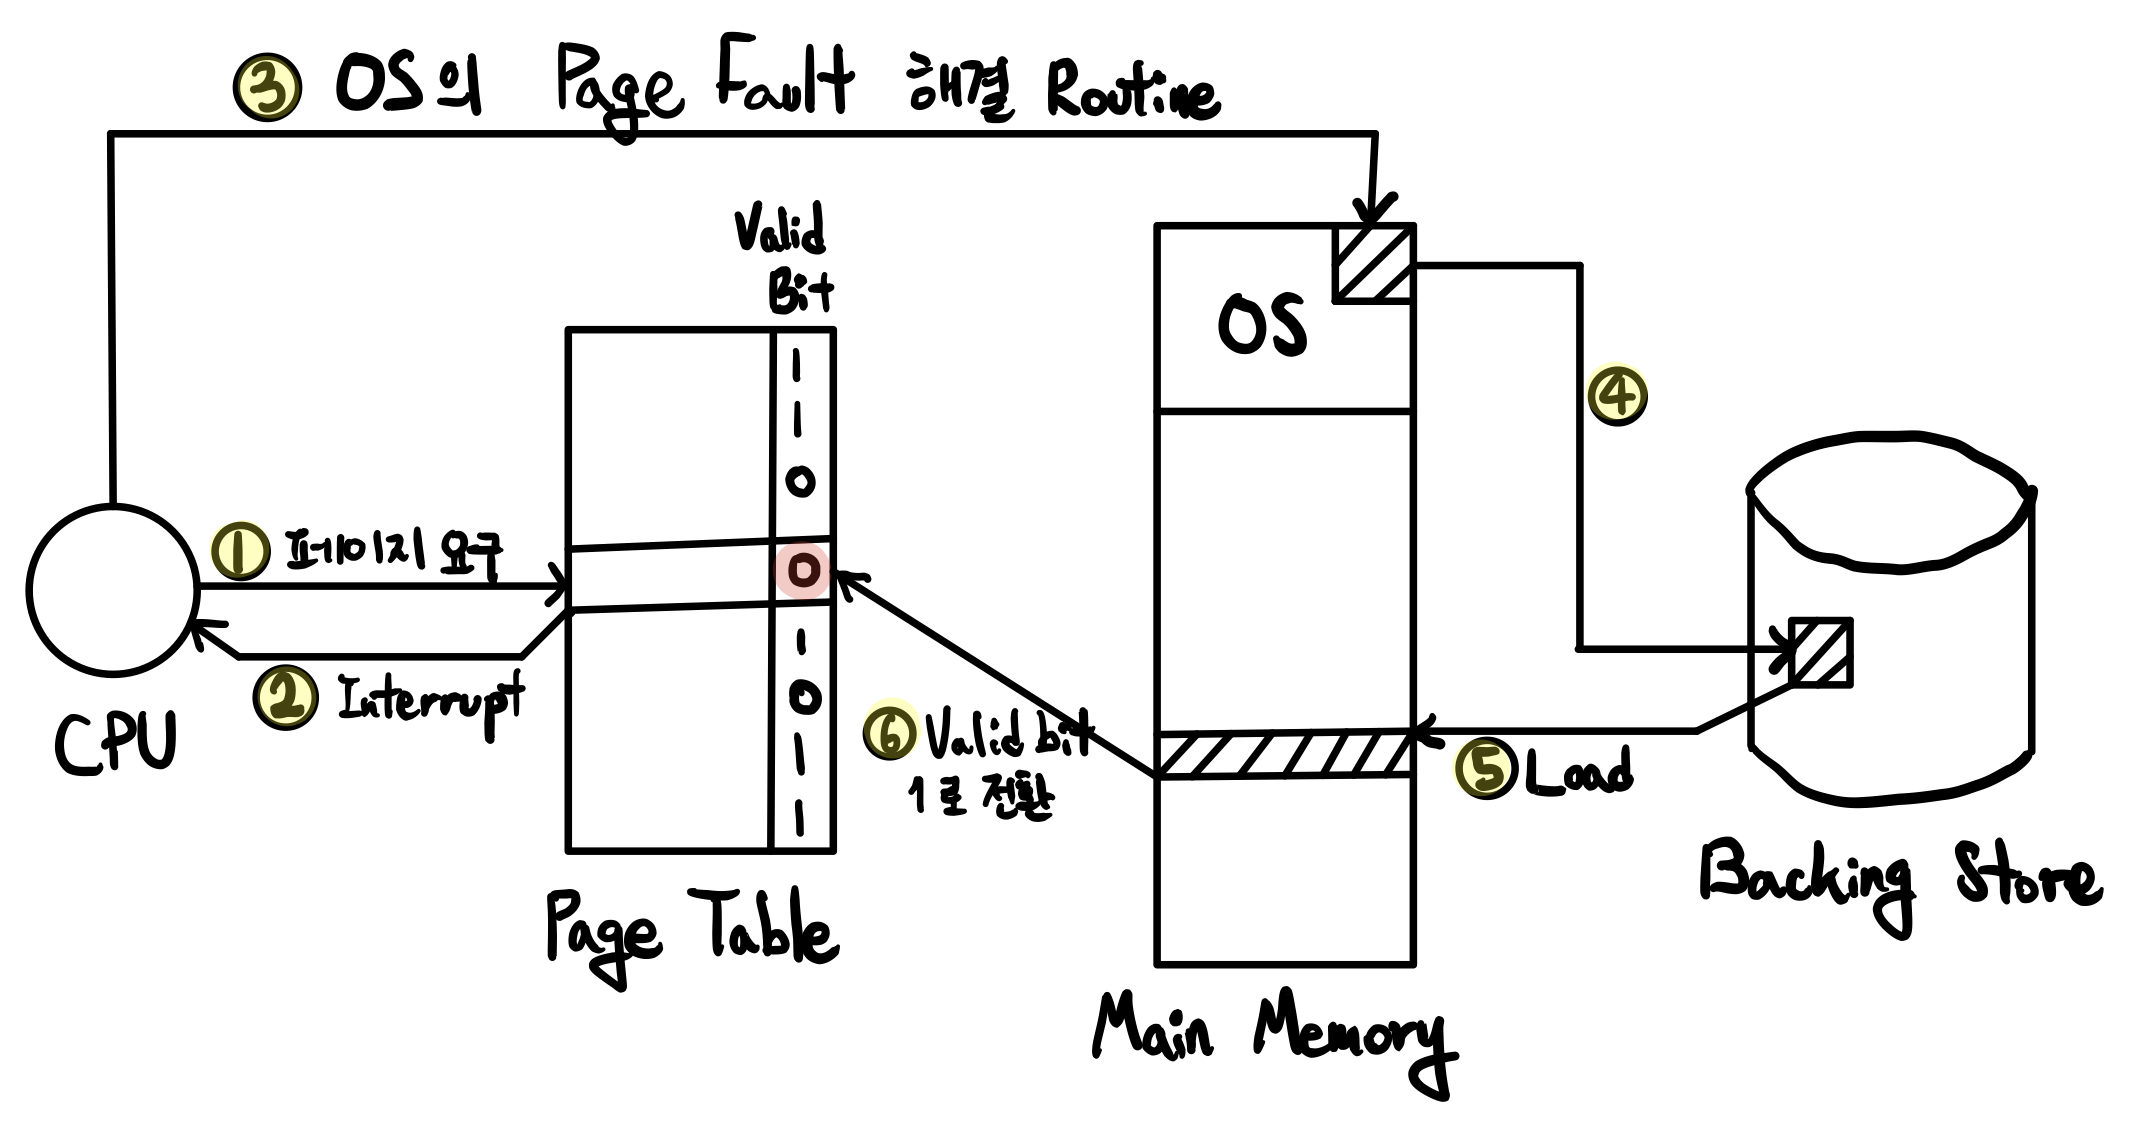 ③ OS의 Page Fault 해결 Routine
Valid
Bit
1
1
0
0
1
0
1
1
① 페이지 요구
② Interrupt
CPU
Page Table
OS
④
⑥ Valid bit
1로 전환
⑤ Load
Main Memory
Backing Store